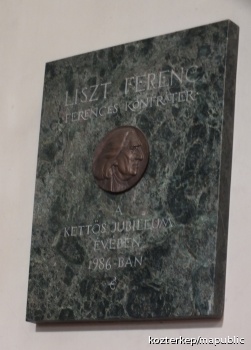 LISZT FERENC
FERENCES KONFRÁTER
A
KETTŐS JUBILEUM
ÉVÉBEN
1986-BAN
kozterkep/mapublic